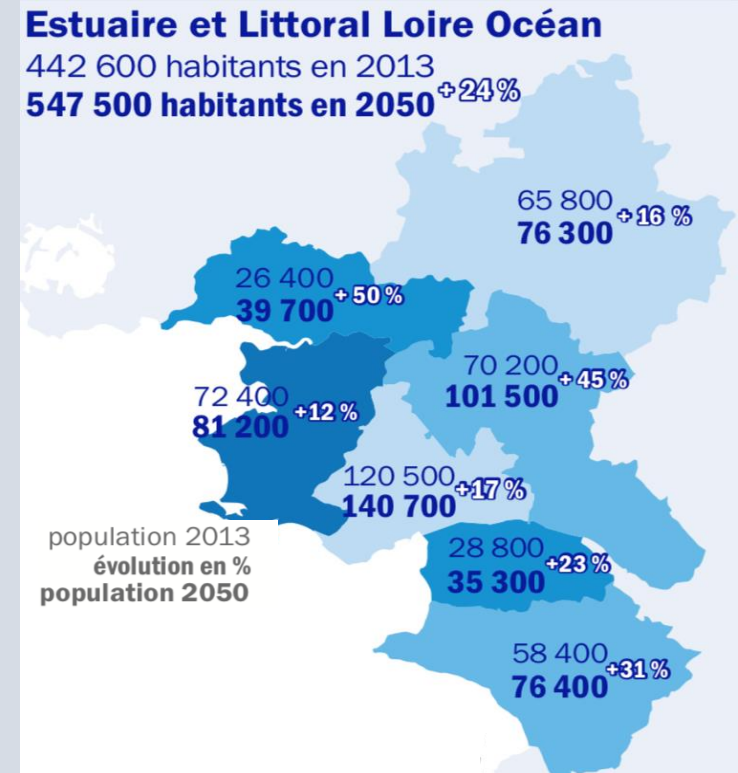 Estuaire et Littoral Loire Océan
442 600 habitants en 2013
547 500 habitants en 2050 + 24 %
65 800
76 300 + 16 %
26 400
39 700 + 50 %
70 200
101 500 + 45 %
72 400
81 200 +12 %
120 500
140 700 +17 %
28 800
35 300 +23 %
58 400
76 400 +31 %
population 2013
évolution en %
population 2050